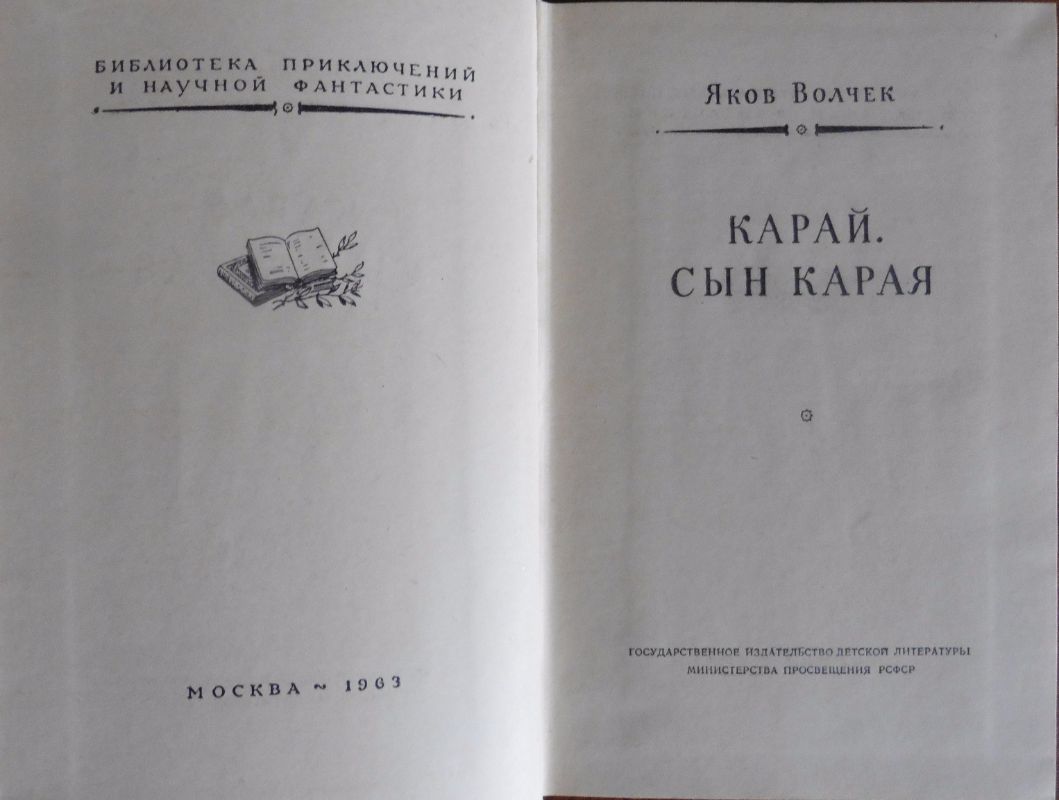 БИБЛИОТЕКА ПРИКЛЮЧЕНИЙ
И НАУЧНОЙ ФАНТАСТИКИ
МОСКВА ~ 1963
ЯКОВ ВОЛЧЕК
КАРАЙ.
СЫН КАРАЯ
ГОСУДАРСТВЕННОЕ ИЗДАТЕЛЬСТВО ДЕТСКОЙ ЛИТЕРАТУРЫ
МИНИСТЕРСТВА ПРОСВЕЩЕНИЯ РСФСР